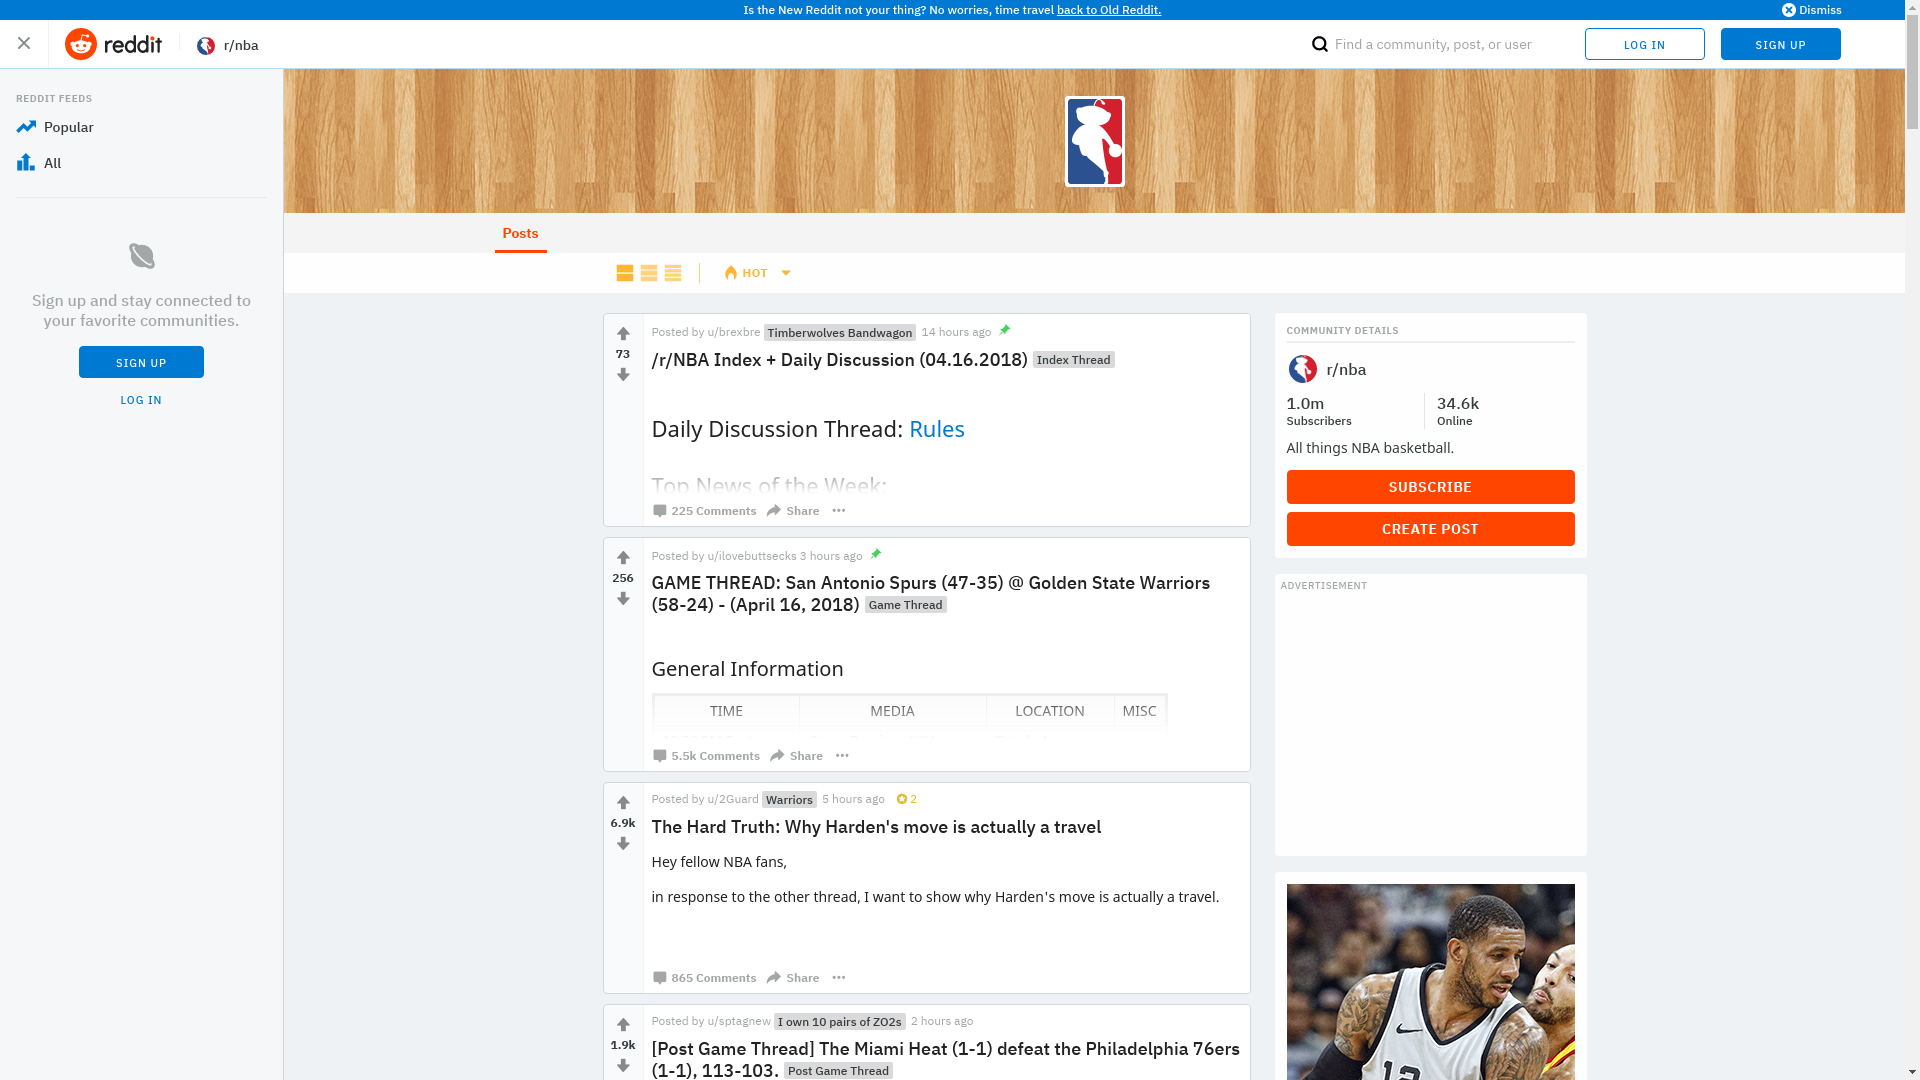 Is the New Reddit not your thing? No worries, time travel back to Old Reddit.
Dismiss
reddit
r/nba
Find a community, post, or user
LOG IN
SIGN UP
REDDIT FEEDS
Popular
All
Sign up and stay connected to
your favorite communities.
SIGN UP
LOG IN
Posts
HOT
Posted by u/brexbre Timberwolves Bandwagon 14 hours ago
73
/r/NBA Index + Daily Discussion (04.16.2018) Index Thread
Daily Discussion Thread: Rules
Top News of the Week:
225 Comments Share
Posted by u/ilovebuttsecks 3 hours ago
256
GAME THREAD: San Antonio Spurs (47-35) @ Golden State Warriors
(58-24) - (April 16, 2018) Game Thread
General Information
TIME MEDIA LOCATION MISC
5.5k Comments Share
Posted by u/2Guard Warriors 5 hours ago 2
6.9k
The Hard Truth: Why Harden's move is actually a travel
Hey fellow NBA fans,
in response to the other thread, I want to show why Harden's move is actually a travel.
865 Comments Share
Posted by u/sptagnew I own 10 pairs of ZO2s 2 hours ago
1.9k
[Post Game Thread] The Miami Heat (1-1) defeat the Philadelphia 76ers
(1-1), 113-103. Post Game Thread
COMMUNITY DETAILS
r/nba
1.0m
Subscribers
34.6k
Online
All things NBA basketball.
SUBSCRIBE
CREATE POST
ADVERTISEMENT
12